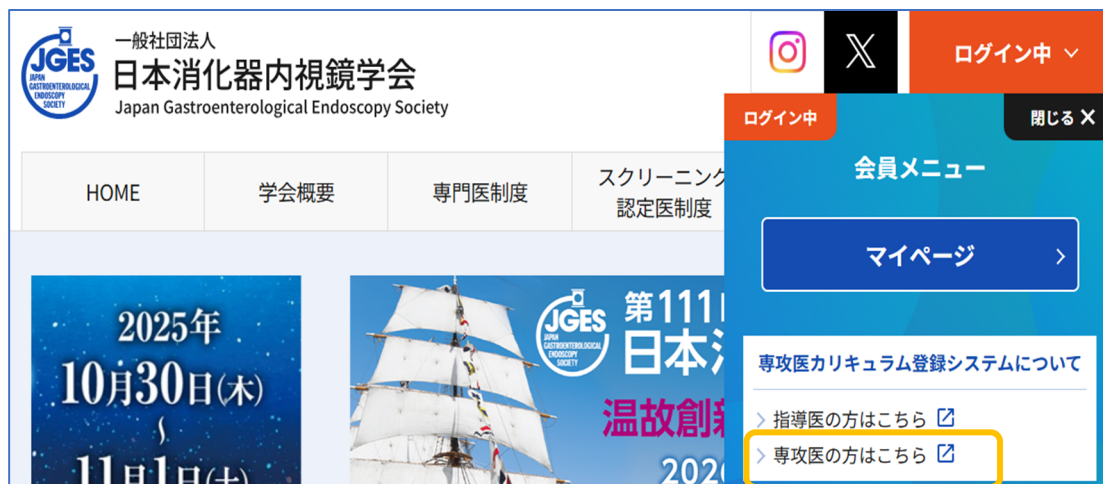 JGES
JAPAN
GASTROENTEROLOGICAL
ENDOSCOPY
SOCIETY
一般社団法人
日本消化器内視鏡学会
Japan Gastroenterological Endoscopy Society
ログイン中
ログイン中
閉じる
会員メニュー
マイページ
HOME
学会概要
専門医制度
スクリーニング
認定医制度
2025年
10月30日(木)
~
11月1日(土)
JGES
JAPAN
GASTROENTEROLOGICAL
ENDOSCOPY
SOCIETY
第111
日本
温故創
202
専攻医カリキュラム登録システムについて
指導医の方はこちら
専攻医の方はこちら